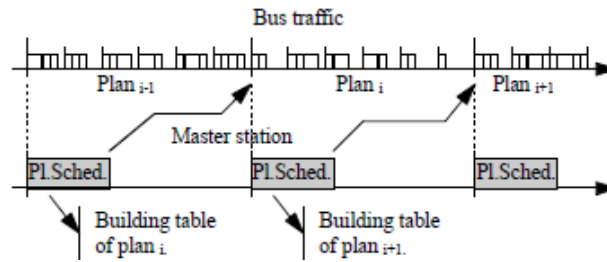 Bus traffic
Plan i-1 Plan i Plan i+1
Master station
Pl.Sched. Pl.Sched. Pl.Sched.
Building table Building table
of plan i. of plan i+1.